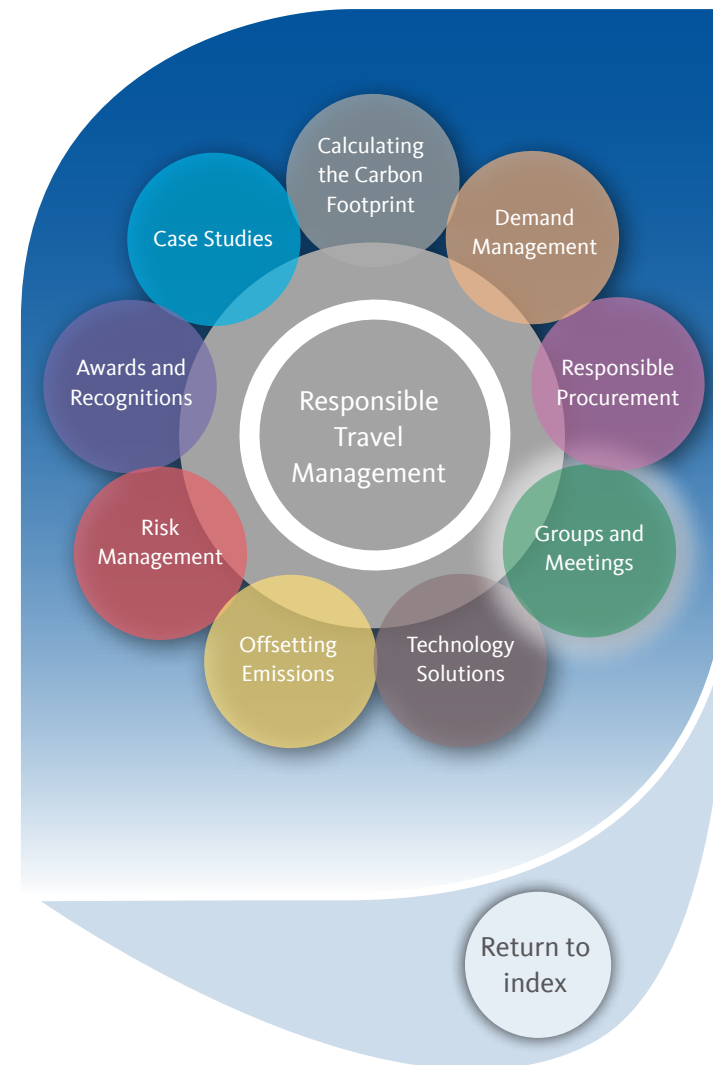 Calculating
the Carbon
Footprint
Demand
Management
Case Studies
Awards and
Recognitions
Responsible
Procurement
Responsible
Travel
Management
Risk
Management
Groups and
Meetings
Offsetting
Emissions
Technology
Solutions
Return to
index